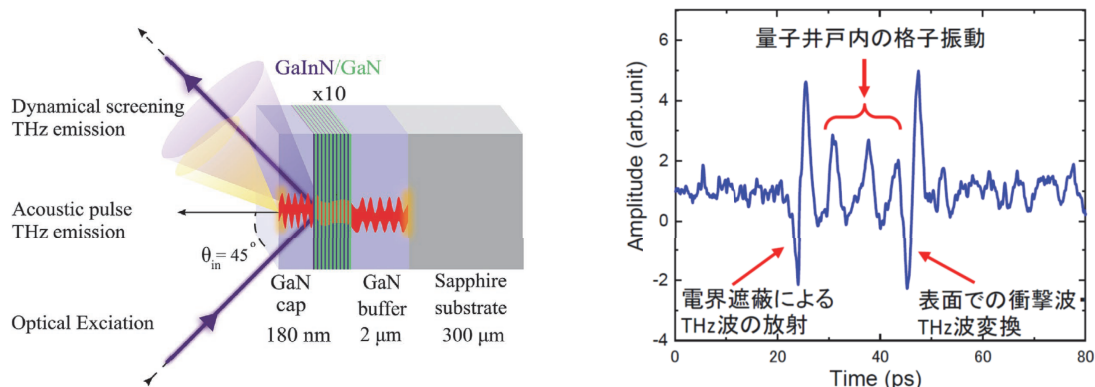 GaInN/GaN
x10
Dynamical screening
THz emission
Acoustic pulse
THz emission
θin= 45°
Optical Exciation
GaN
cap
180 nm
GaN
buffer
2 μm
Sapphire
substrate
300 μm
量子井戸内の格子振動
Amplitude (arb.unit)
6
4
2
0
-2
-4
電界遮蔽による
THz波の放射
表面での衝撃波・
THz波変換
0
20
40
60
80
Time (ps)